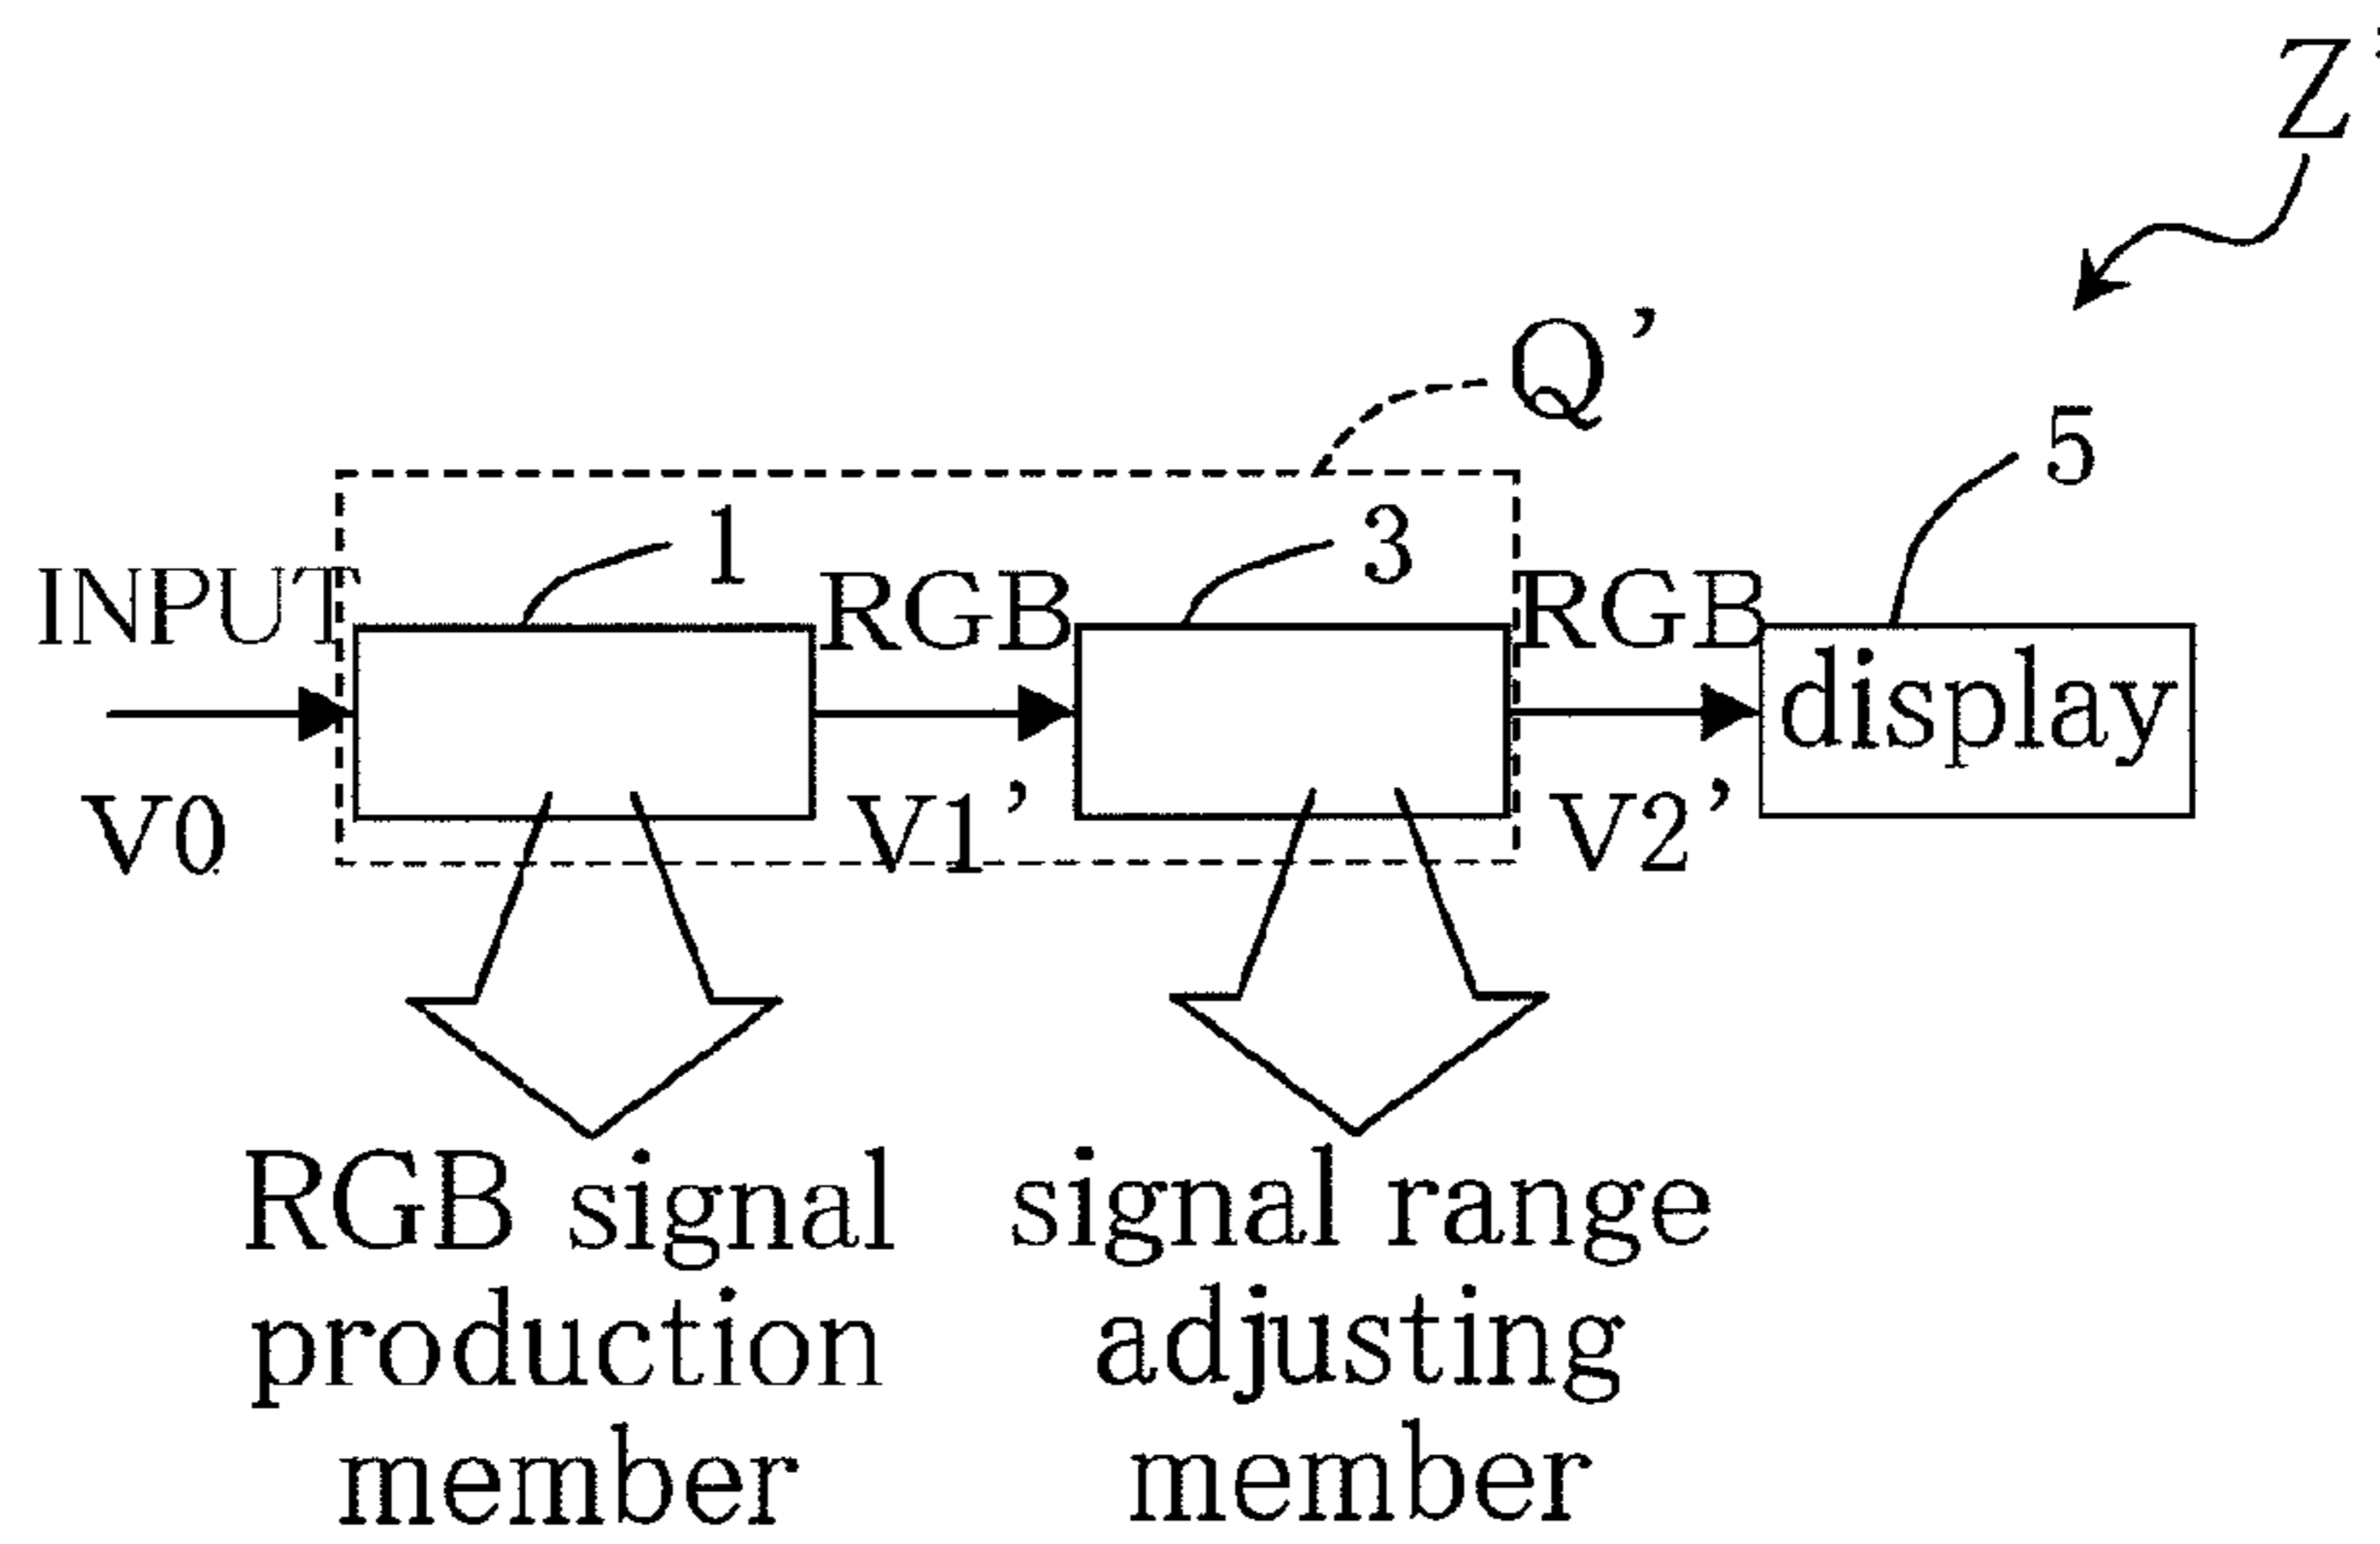 Z'
Q'
5
1
3
INPUT
RGB
RGB
display
V0
V1'
V2'
RGB signal
production
member
signal range
adjusting
member